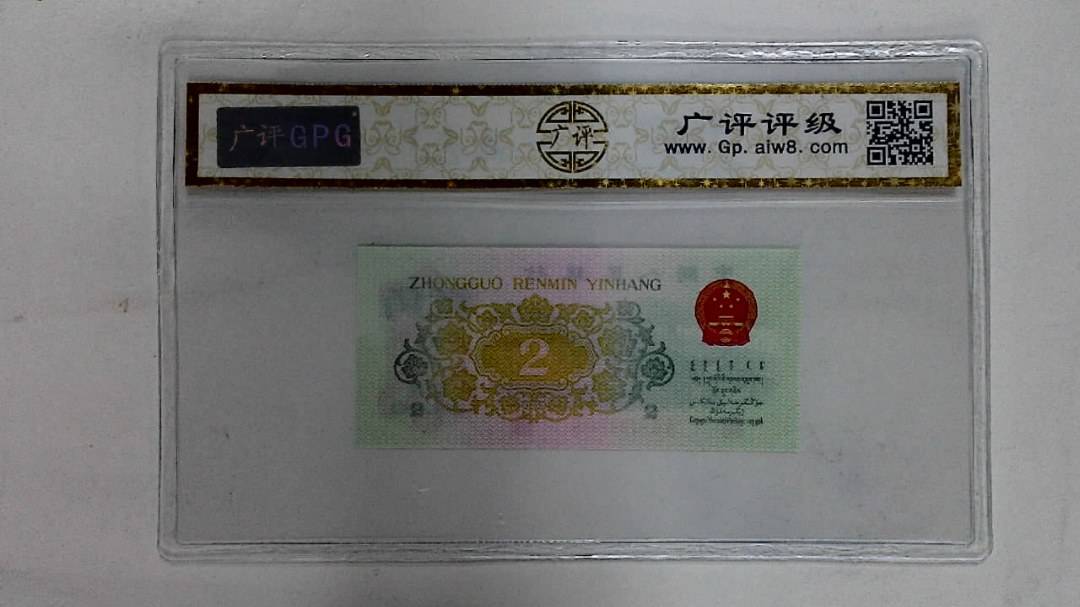 广评GPG
广评
广评评级
www.Gp.aiw8.com
ZHONGGUO RENMIN YINHANG
2
2 2